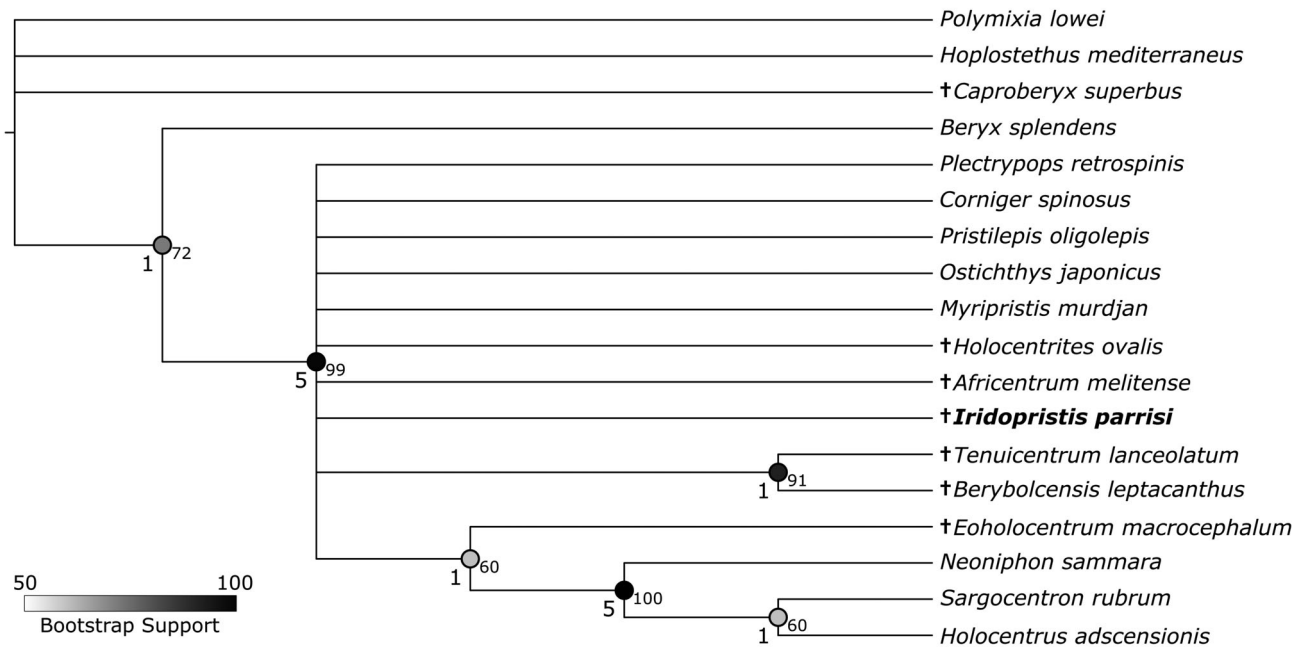 Polymixia lowei
Hoplostethus mediterraneus
†Caproberyx superbus
Beryx splendens
Plectrypops retrospinis
Corniger spinosus
Pristilepis oligolepis
72
1
Ostichthys japonicus
Myripristis murdjan
†Holocentrites ovalis
99
5
†Africentrum melitense
†Iridopristis parrisi
†Tenuicentrum lanceolatum
91
1
†Berybolcensis leptacanthus
†Eoholocentrum macrocephalum
60
1
Neoniphon sammara
100
5
Sargocentron rubrum
60
1
Holocentrus adscensionis
50 100
Bootstrap Support